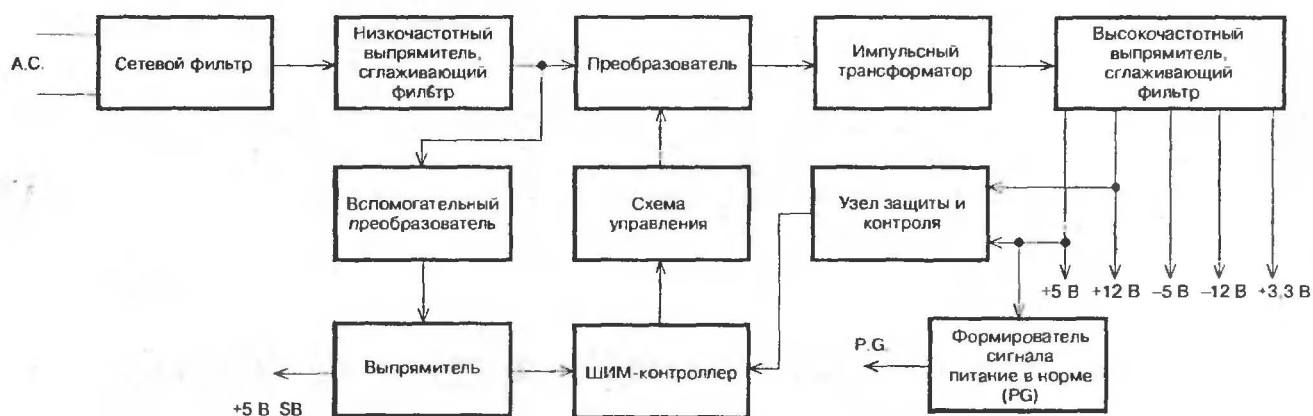 A.C.
Сетевой фильтр
Низкочастотный
выпрямитель,
сглаживающий
фильтр
Преобразователь
Импульсный
трансформатор
Высокочастотный
выпрямитель,
сглаживающий
фильтр
Вспомогательный
преобразователь
Схема
управления
Узел защиты и
контроля
+5 В
+12 В
–5 В
–12 В
+3,3 В
Выпрямитель
+5 В SB
ШИМ-контроллер
P.G.
Формирователь
сигнала
питание в норме
(PG)